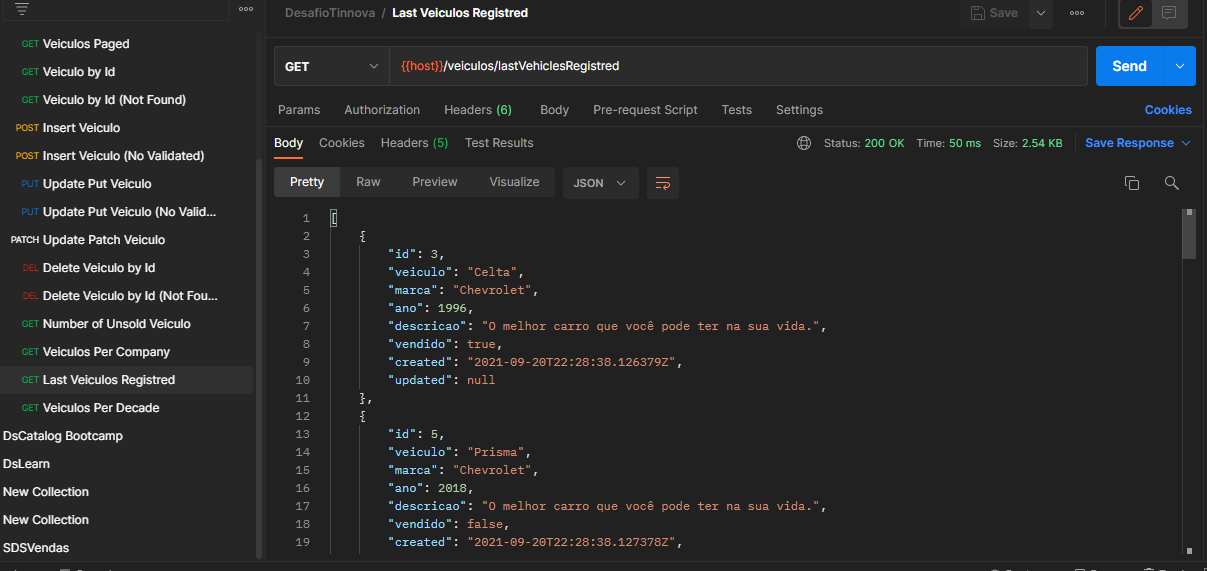 DesafioTinnova / Last Veiculos Registred
Save
GET {{host}}/veiculos/lastVehiclesRegistred Send
Params Authorization Headers (6) Body Pre-request Script Tests Settings Cookies
Body Cookies Headers (5) Test Results Status: 200 OK Time: 50 ms Size: 2.54 KB Save Response
Pretty Raw Preview Visualize JSON
GET Veiculos Paged
GET Veiculo by Id
GET Veiculo by Id (Not Found)
POST Insert Veiculo
POST Insert Veiculo (No Validated)
PUT Update Put Veiculo
PUT Update Put Veiculo (No Valid...
PATCH Update Patch Veiculo
DEL Delete Veiculo by Id
DEL Delete Veiculo by Id (Not Fou...
GET Number of Unsold Veiculo
GET Veiculos Per Company
GET Last Veiculos Registred
GET Veiculos Per Decade
DsCatalog Bootcamp
DsLearn
New Collection
New Collection
SDSVendas
1 [
2 {
3 "id": 3,
4 "veiculo": "Celta",
5 "marca": "Chevrolet",
6 "ano": 1996,
7 "descricao": "O melhor carro que você pode ter na sua vida.",
8 "vendido": true,
9 "created": "2021-09-20T22:28:38.126379Z",
10 "updated": null
11 },
12 {
13 "id": 5,
14 "veiculo": "Prisma",
15 "marca": "Chevrolet",
16 "ano": 2018,
17 "descricao": "O melhor carro que você pode ter na sua vida.",
18 "vendido": false,
19 "created": "2021-09-20T22:28:38.127378Z",